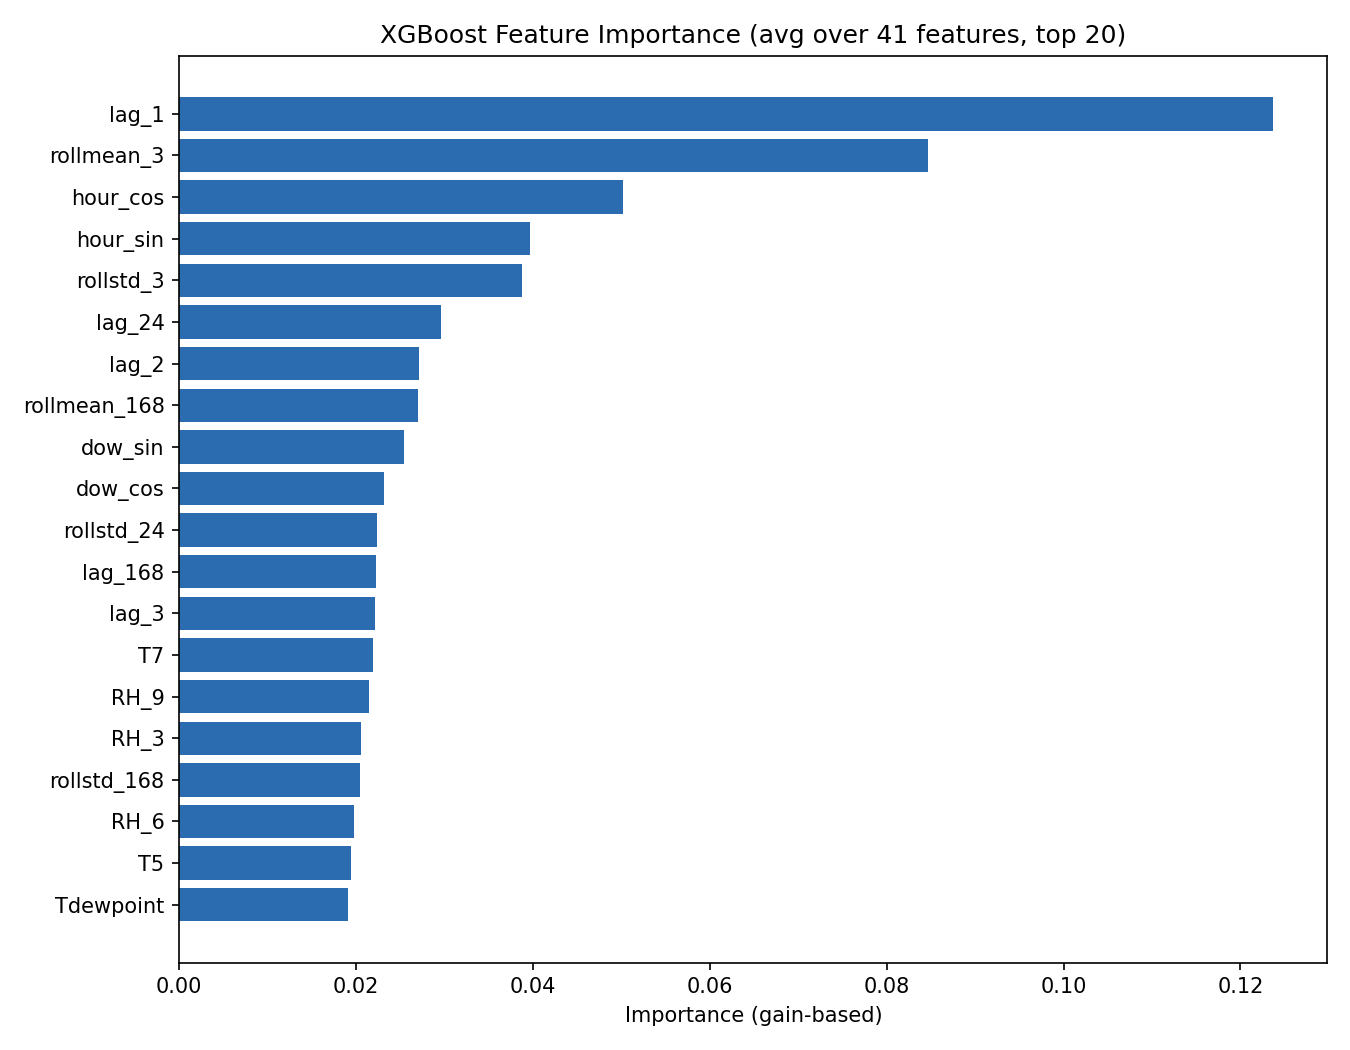 XGBoost Feature Importance (avg over 41 features, top 20)
lag_1
rollmean_3
hour_cos
hour_sin
rollstd_3
lag_24
lag_2
rollmean_168
dow_sin
dow_cos
rollstd_24
lag_168
lag_3
T7
RH_9
RH_3
rollstd_168
RH_6
T5
Tdewpoint
0.00 0.02 0.04 0.06 0.08 0.10 0.12
Importance (gain-based)